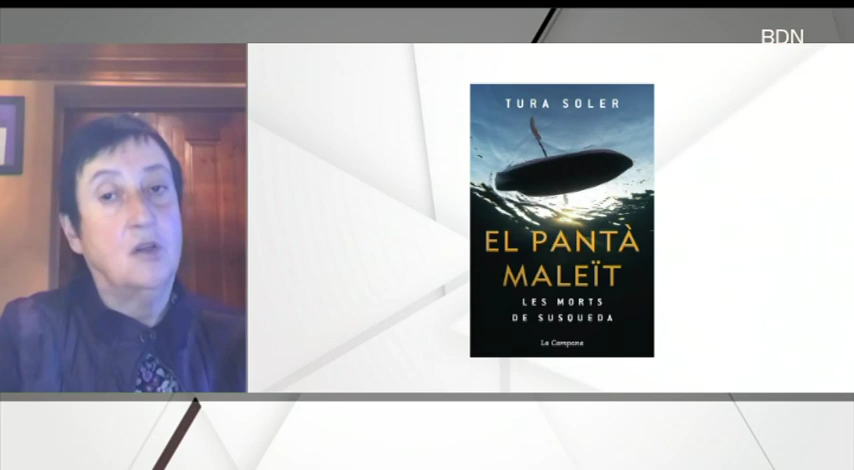 BDN
TURA SOLER
EL PANTÀ
MALEÏT
LES MORTS
DE SUSQUEDA
La Campana